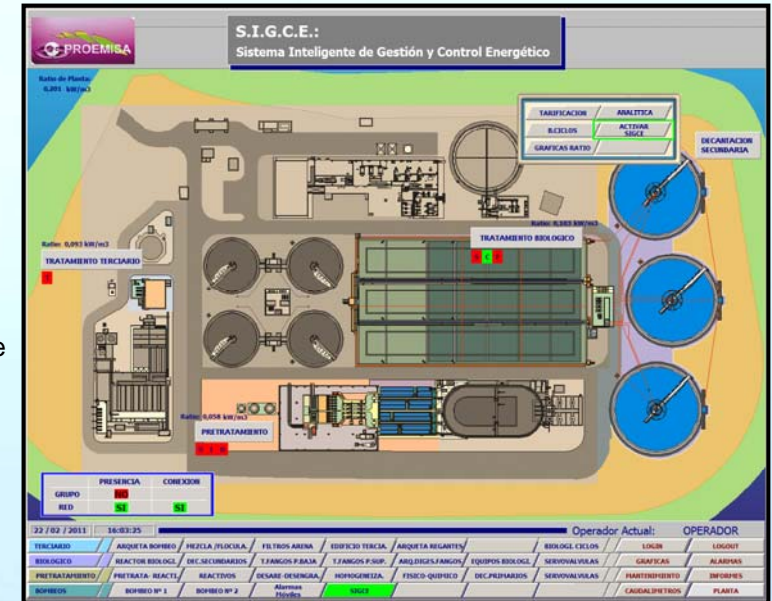 PROEMISA
S.I.G.C.E.:
Sistema Inteligente de Gestión y Control Energético
Ratio de Planta:
0,201 kW/m3
TARIFICACION ANALITICA
B.CICLOS ACTIVAR SIGCE
GRAFICAS RATIO
DECANTACION
SECUNDARIA
Ratio: 0,103 kW/m3
TRATAMIENTO BIOLOGICO
C
Ratio: 0,093 kW/m3
TRATAMIENTO TERCIARIO
e
Ratio: 0,058 kW/m3
PRETRATAMIENTO
PRESENCIA CONEXION
GRUPO NO
RED SI SI
22 / 02 / 2011 16:03:25 Operador Actual: OPERADOR
TERCIARIO ARQUETA BOMBEO MEZCLA /FLOCULA. FILTROS ARENA EDIFICIO TERCIA. ARQUETA REGANTES BIOLOGI. CICLOS LOGIN LOGOUT
BIOLOGICO REACTOR BIOLOGI. DEC.SECUNDARIOS T.FANGOS P.BAJA T.FANGOS P.SUP. ARQ.DIGES.FANGOS EQUIPOS BIOLOGI. SERVOVALVULAS GRAFICAS ALARMAS
PRETRATAMIENTO PRETRATA- REACTI. REACTIVOS DESARE-DESENGRA. HOMOGENEIZA. FISICO-QUIMICO DEC.PRIMARIOS SERVOVALVULAS MANTENIMIENTO INFORMES
BOMBEOS BOMBEO Nº 1 BOMBEO Nº 2 Alarmas Móviles SIGCE CAUDALIMETROS PLANTA